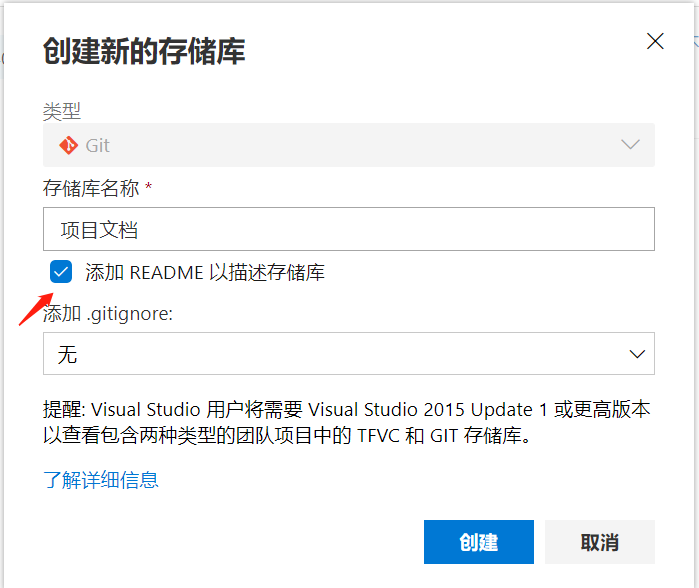 创建新的存储库
类型
Git
存储库名称 *
项目文档
添加 README 以描述存储库
添加 .gitignore:
无
提醒: Visual Studio 用户将需要 Visual Studio 2015 Update 1 或更高版本
以查看包含两种类型的团队项目中的 TFVC 和 GIT 存储库。
了解详细信息
创建 取消